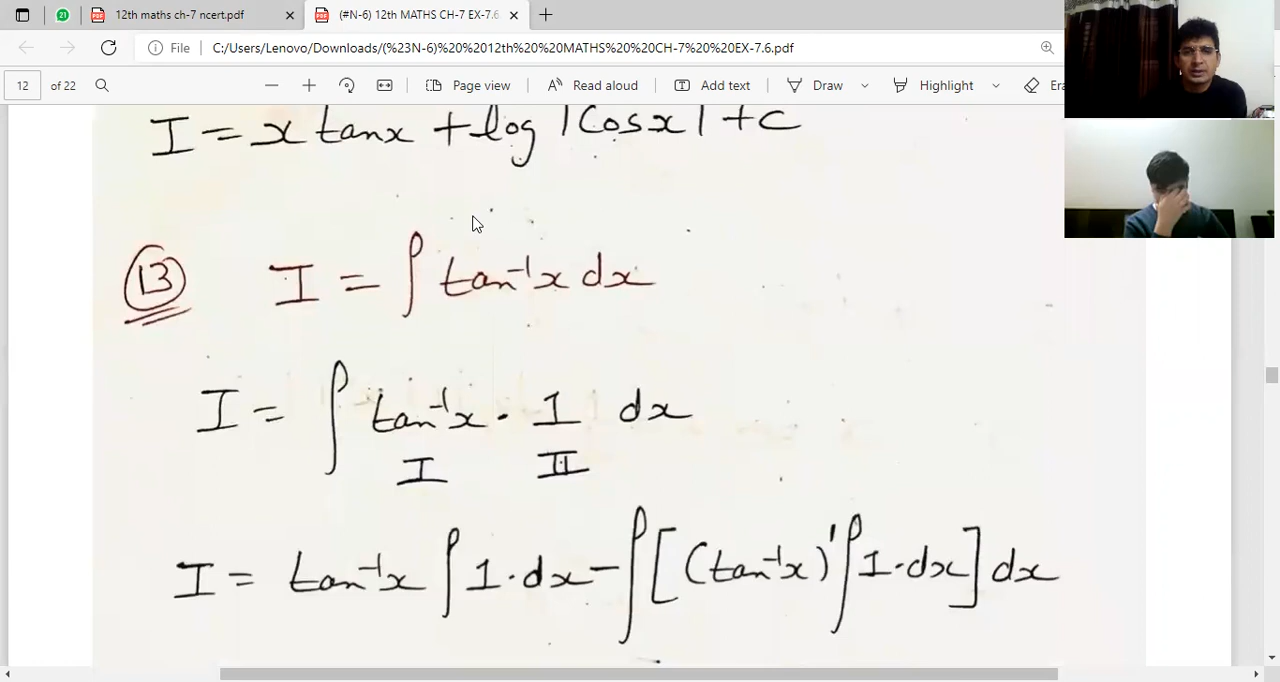 21 12th maths ch-7 ncert.pdf × (#N-6) 12th MATHS CH-7 EX-7.6 × +
File | C:/Users/Lenovo/Downloads/(%23N-6)%20%2012th%20%20MATHS%20%20CH-7%20%20EX-7.6.pdf
12 of 22 Page view Read aloud Add text Draw Highlight Era
I = x tanx + log |Cosx| + c
13 I = ∫ tan⁻¹x dx
I = ∫ tan⁻¹x · 1 dx
I II
I = tan⁻¹x ∫ 1·dx − ∫ [(tan⁻¹x)' ∫ 1·dx] dx